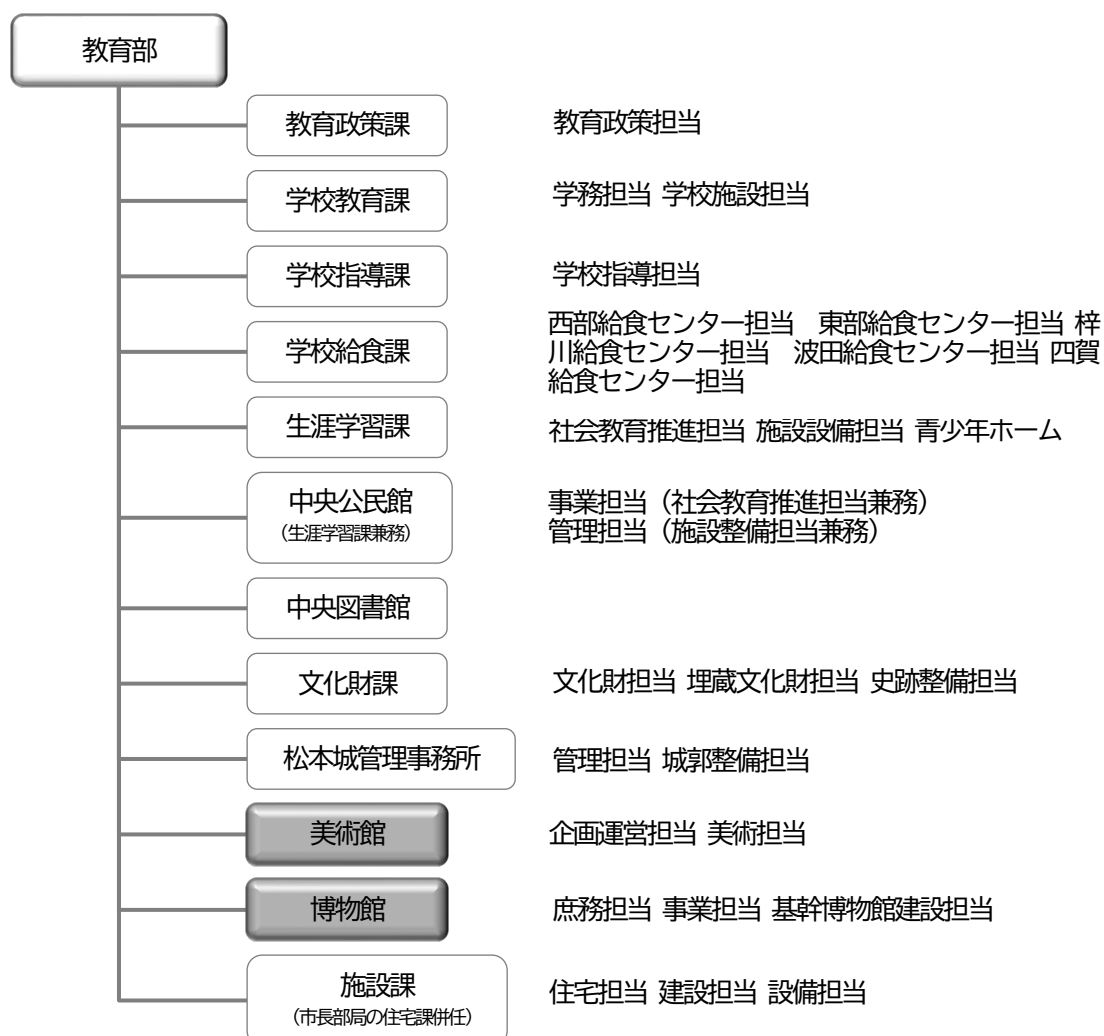 教育部
教育政策課 教育政策担当
学校教育課 学務担当 学校施設担当
学校指導課 学校指導担当
学校給食課
西部給食センター担当 東部給食センター担当 梓
川給食センター担当 波田給食センター担当 四賀
給食センター担当
生涯学習課 社会教育推進担当 施設設備担当 青少年ホーム
中央公民館
(生涯学習課兼務)
事業担当(社会教育推進担当兼務)
管理担当(施設整備担当兼務)
中央図書館
文化財課 文化財担当 埋蔵文化財担当 史跡整備担当
松本城管理事務所 管理担当 城郭整備担当
美術館 企画運営担当 美術担当
博物館 庶務担当 事業担当 基幹博物館建設担当
施設課
(市長部局の住宅課併任)
住宅担当 建設担当 設備担当